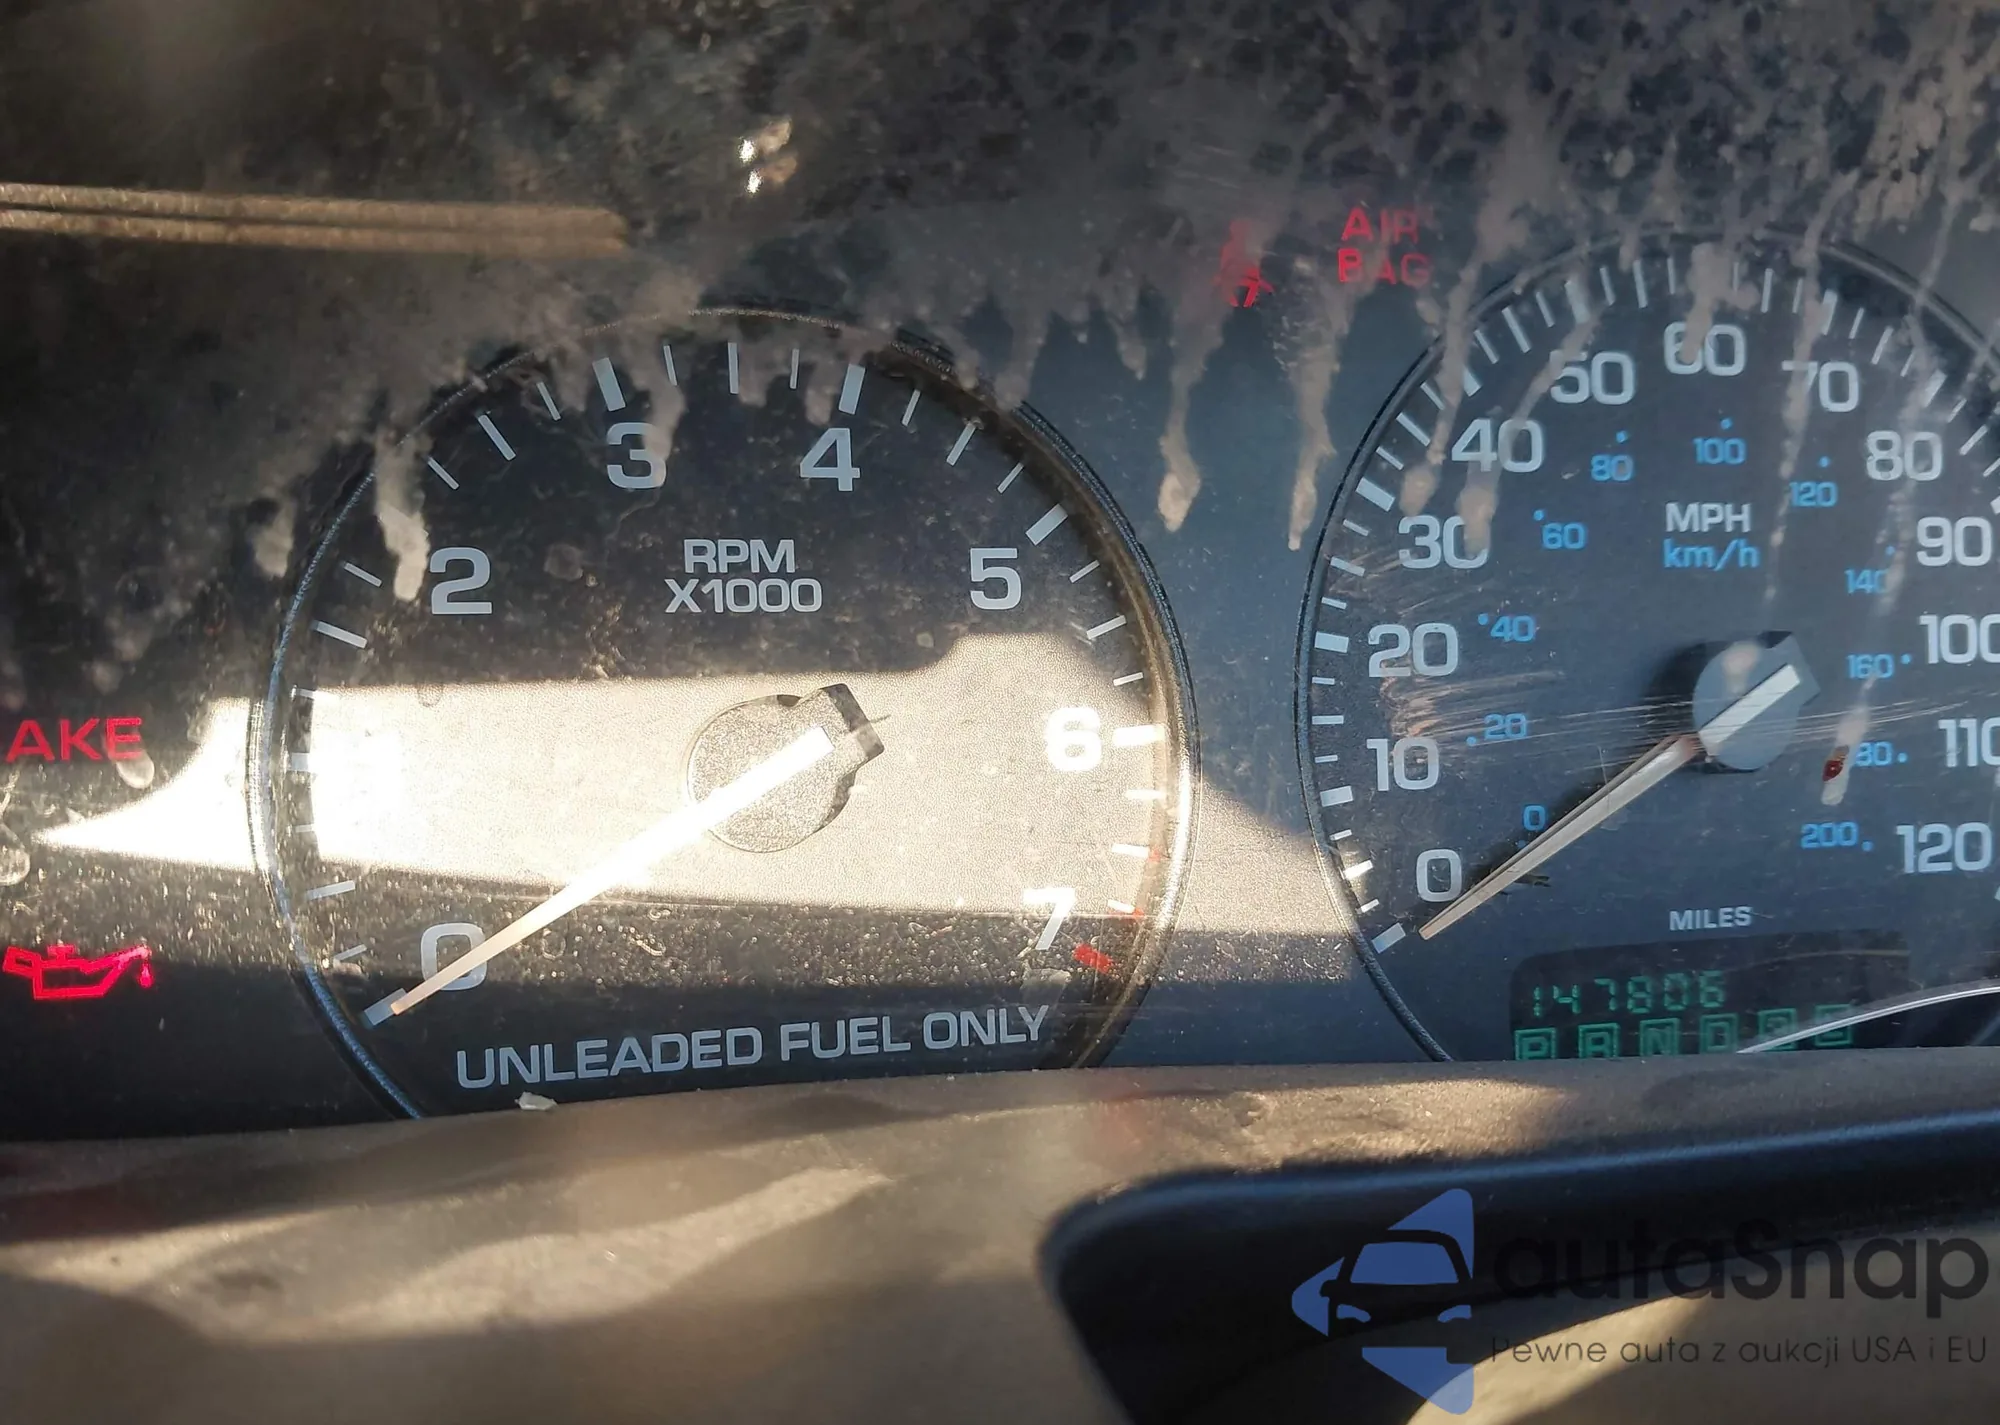 AIR
BAG
3
4
2
5
RPM
X1000
AKE
6
0
7
UNLEADED FUEL ONLY
50
60
70
40
80
80
100
120
30
60
MPH
km/h
140
90
20
40
160
100
10
20
110
0
0
200
120
MILES
147806
P R N D
autaSnap
Pewne auta z aukcji USA i EU